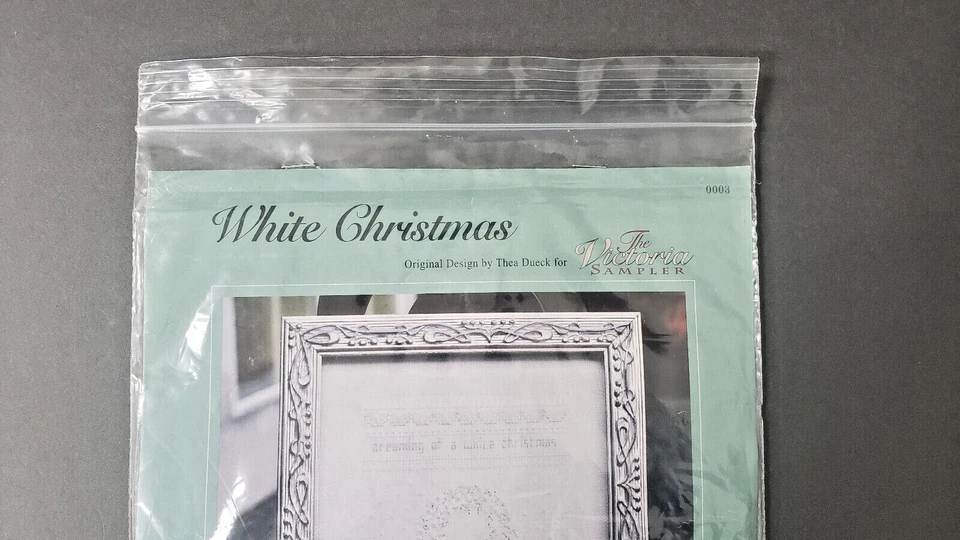 0003
White Christmas
Original Design by Thea Dueck for
The
Victoria
SAMPLER
dreaming of a white christmas